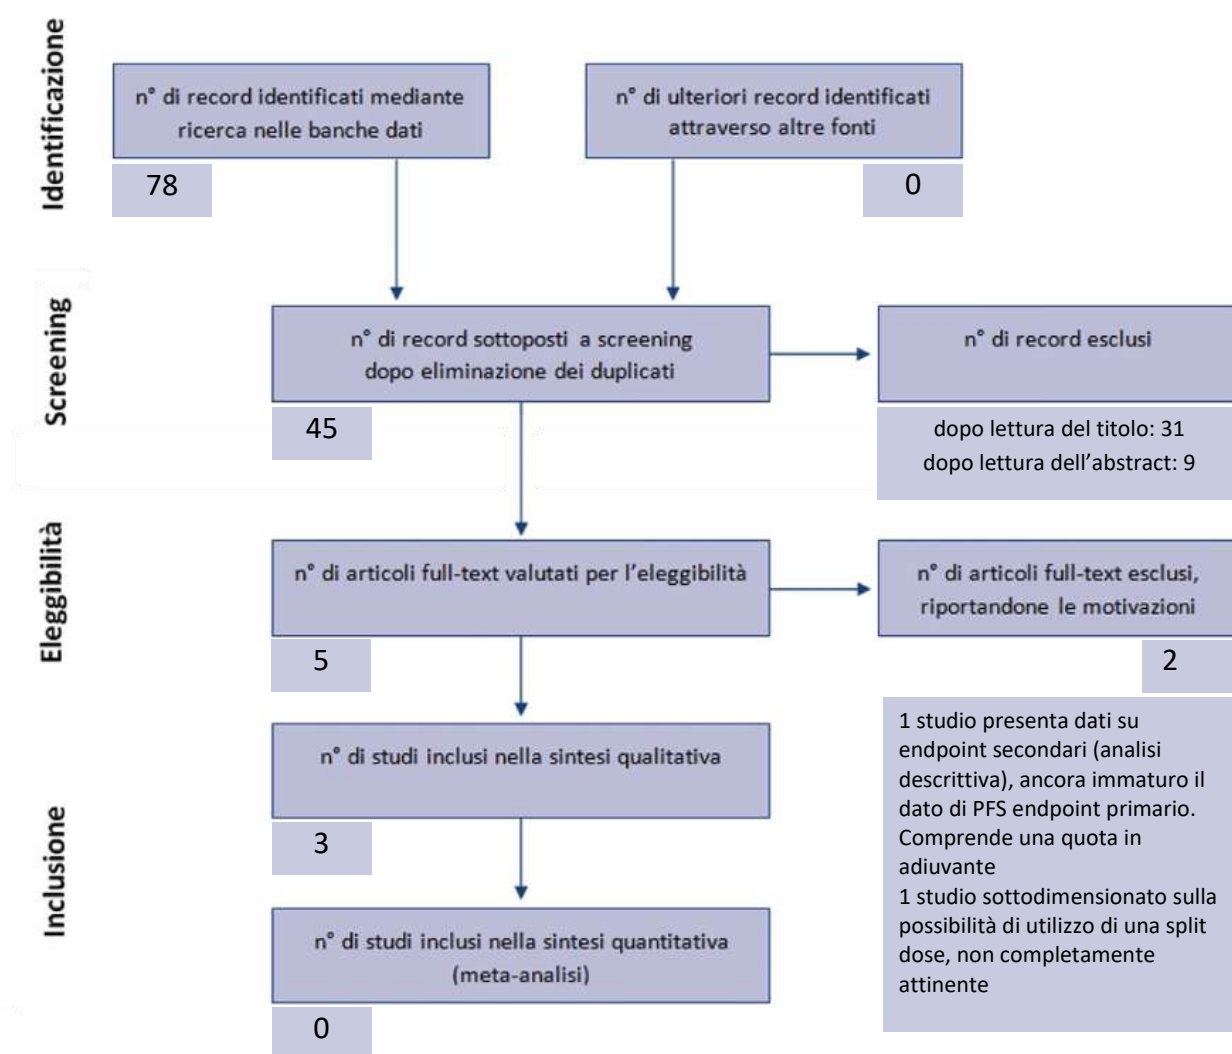 Identificazione
n° di record identificati mediante
ricerca nelle banche dati
78
n° di ulteriori record identificati
attraverso altre fonti
0
Screening
n° di record sottoposti a screening
dopo eliminazione dei duplicati
45
n° di record esclusi
dopo lettura del titolo: 31
dopo lettura dell’abstract: 9
Eleggibilità
n° di articoli full-text valutati per l’eleggibilità
5
n° di articoli full-text esclusi,
riportandone le motivazioni
2
1 studio presenta dati su
endpoint secondari (analisi
descrittiva), ancora immaturo il
dato di PFS endpoint primario.
Comprende una quota in
adiuvante
1 studio sottodimensionato sulla
possibilità di utilizzo di una split
dose, non completamente
attinente
Inclusione
n° di studi inclusi nella sintesi qualitativa
3
n° di studi inclusi nella sintesi quantitativa
(meta-analisi)
0